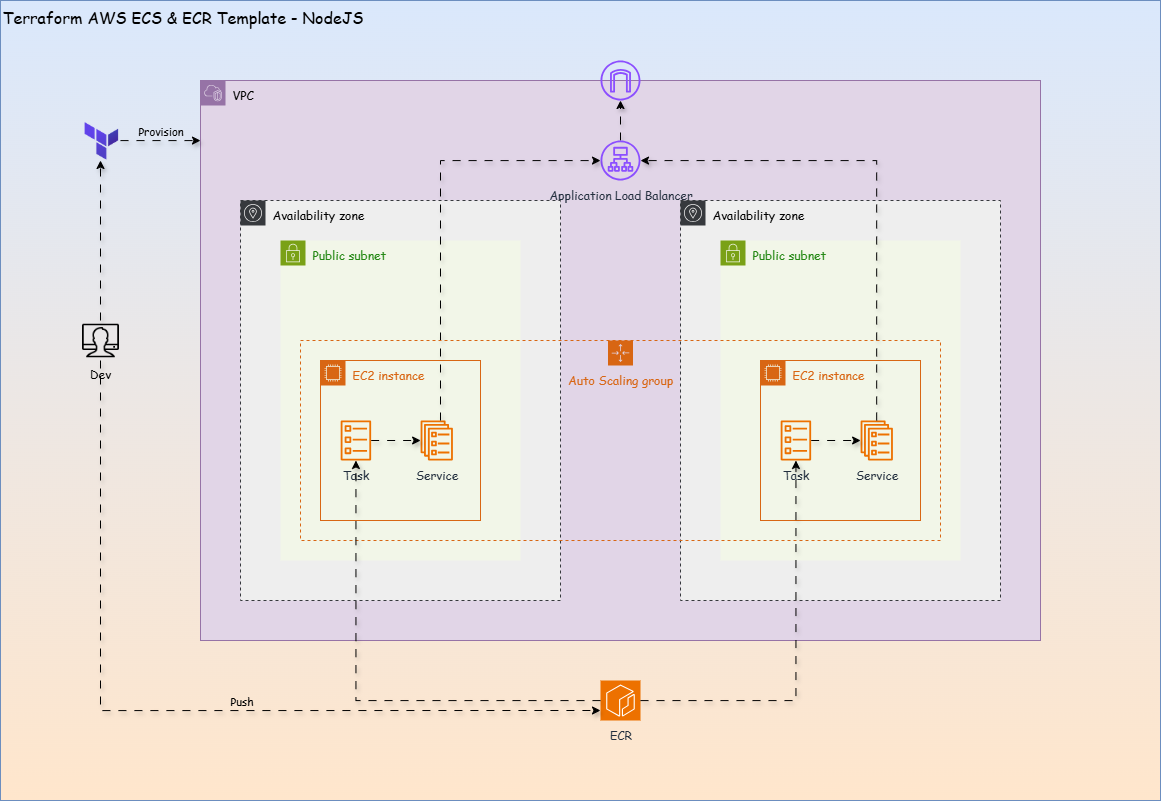 Terraform AWS ECS & ECR Template - NodeJS
VPC
Provision
Application Load Balancer
Availability zone
Availability zone
Public subnet
Public subnet
Auto Scaling group
EC2 instance
EC2 instance
Dev
Task
Service
Task
Service
Push
ECR